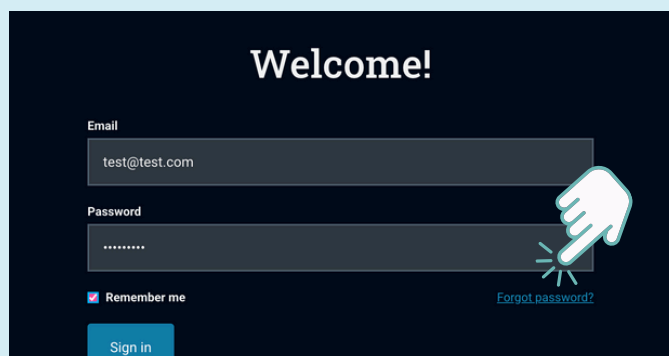 Welcome!
Email
test@test.com
Password
•••••••••
Remember me
Forgot password?
Sign in